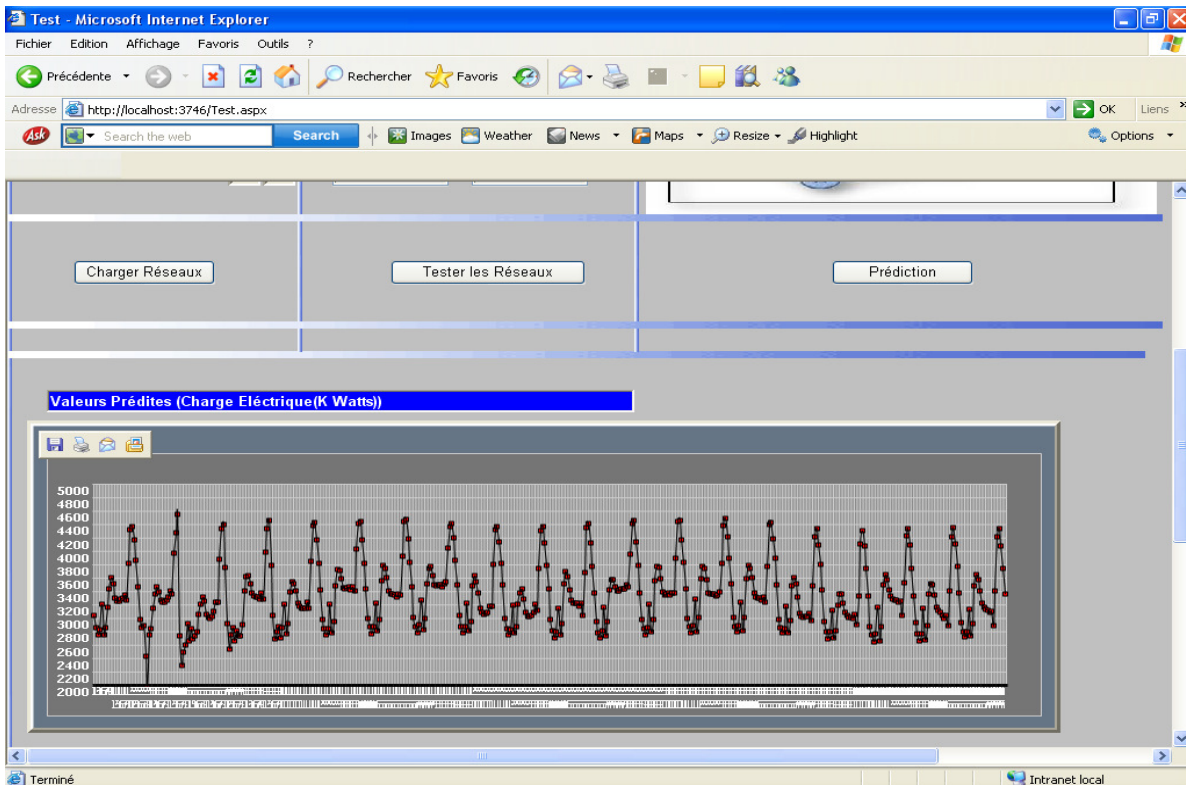 Test - Microsoft Internet Explorer
Fichier Edition Affichage Favoris Outils ?
Précédente Rechercher Favoris
Adresse http://localhost:3746/Test.aspx OK Liens »
Ask Search the web Search Images Weather News Maps Resize Highlight Options
Charger Réseaux Tester les Réseaux Prédiction
Valeurs Prédites (Charge Eléctrique(K Watts))
5000
4800
4600
4400
4200
4000
3800
3600
3400
3200
3000
2800
2600
2400
2200
2000
Terminé Intranet local